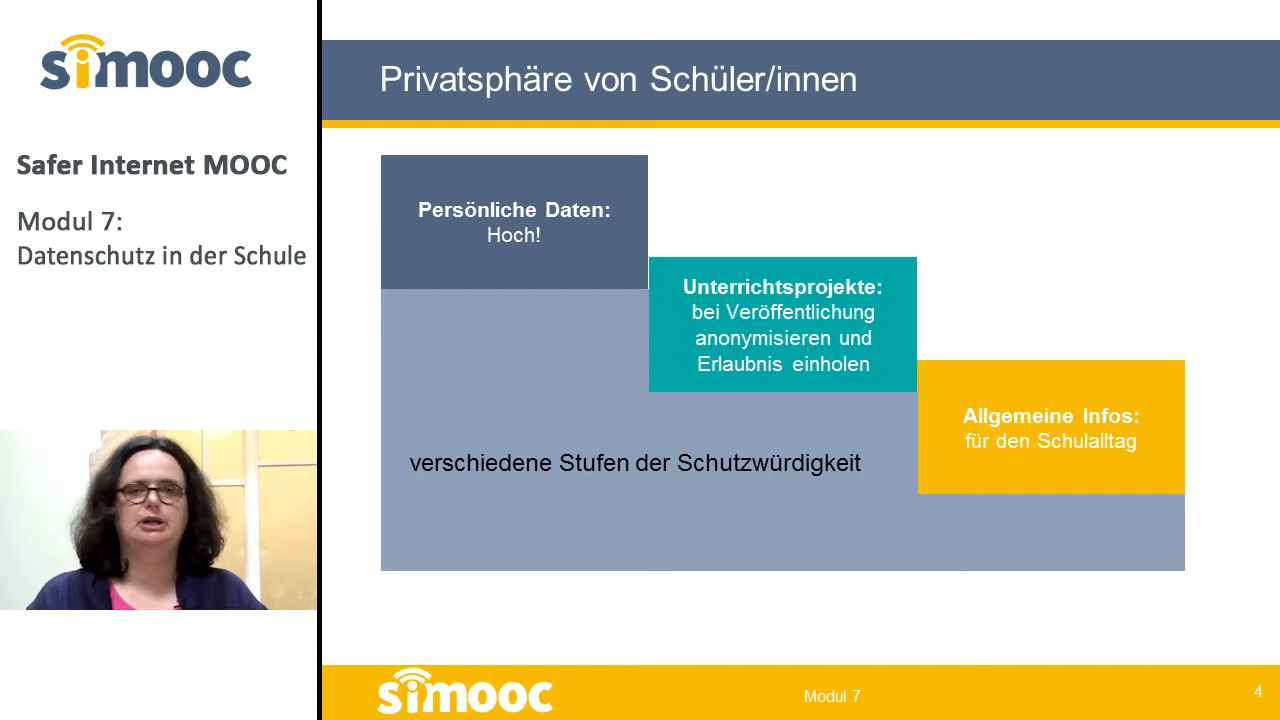 simooc
Safer Internet MOOC
Modul 7:
Datenschutz in der Schule
Privatsphäre von Schüler/innen
Persönliche Daten:
Hoch!
Unterrichtsprojekte:
bei Veröffentlichung
anonymisieren und
Erlaubnis einholen
Allgemeine Infos:
für den Schulalltag
verschiedene Stufen der Schutzwürdigkeit
simooc
Modul 7
4